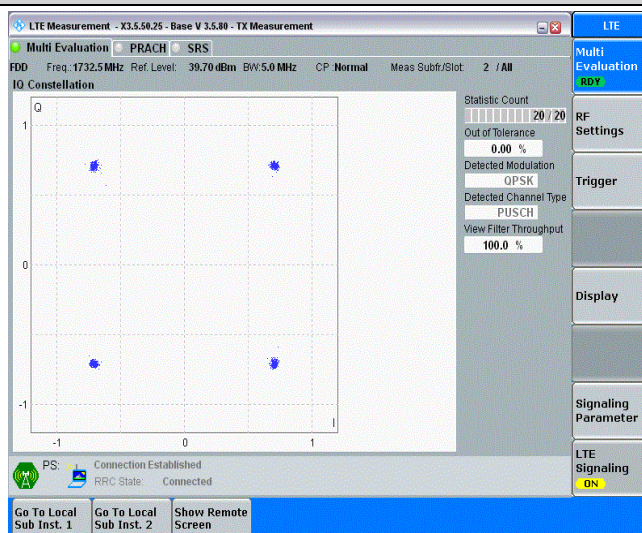 LTE Measurement - X3.5.50.25 - Base V 3.5.80 - TX Measurement
LTE
Multi Evaluation PRACH SRS
FDD Freq.:1732.5 MHz Ref. Level: 39.70 dBm BW:5.0 MHz CP :Normal Meas Subfr./Slot: 2 / All
IQ Constellation
Q
1
0
-1
-1 0 1
I
Statistic Count
20 / 20
Out of Tolerance
0.00 %
Detected Modulation
QPSK
Detected Channel Type
PUSCH
View Filter Throughput
100.0 %
Multi
Evaluation
RDY
RF
Settings
Trigger
Display
Signaling
Parameter
LTE
Signaling
ON
PS: Connection Established
RRC State: Connected
Go To Local
Sub Inst. 1
Go To Local
Sub Inst. 2
Show Remote
Screen